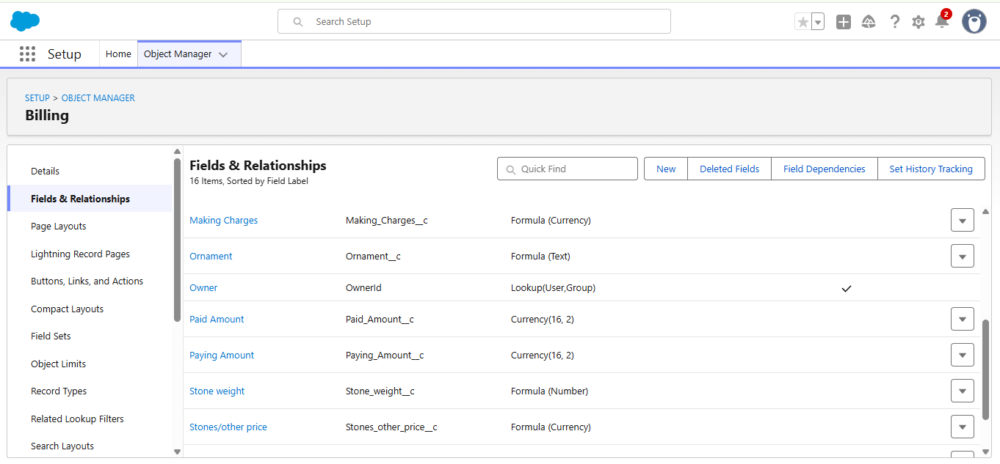 Search Setup
2
Setup
Home
Object Manager
SETUP > OBJECT MANAGER
Billing
Details
Fields & Relationships
Page Layouts
Lightning Record Pages
Buttons, Links, and Actions
Compact Layouts
Field Sets
Object Limits
Record Types
Related Lookup Filters
Search Layouts
Fields & Relationships
16 Items, Sorted by Field Label
Quick Find
New
Deleted Fields
Field Dependencies
Set History Tracking
Making Charges Making_Charges__c Formula (Currency)
Ornament Ornament__c Formula (Text)
Owner OwnerId Lookup(User,Group)
Paid Amount Paid_Amount__c Currency(16, 2)
Paying Amount Paying_Amount__c Currency(16, 2)
Stone weight Stone_weight__c Formula (Number)
Stones/other price Stones_other_price__c Formula (Currency)